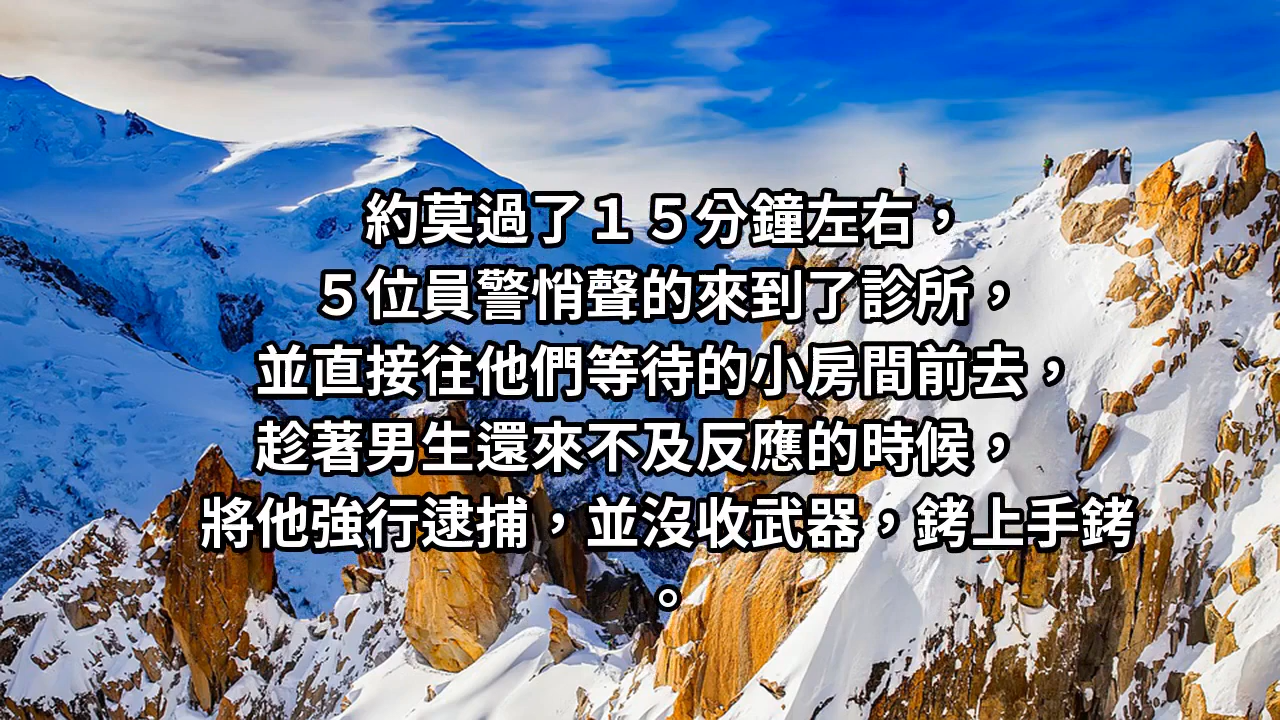 約莫過了１５分鐘左右，
５位員警悄聲的來到了診所，
並直接往他們等待的小房間前去，
趁著男生還來不及反應的時候，
將他強行逮捕，並沒收武器，銬上手銬
。